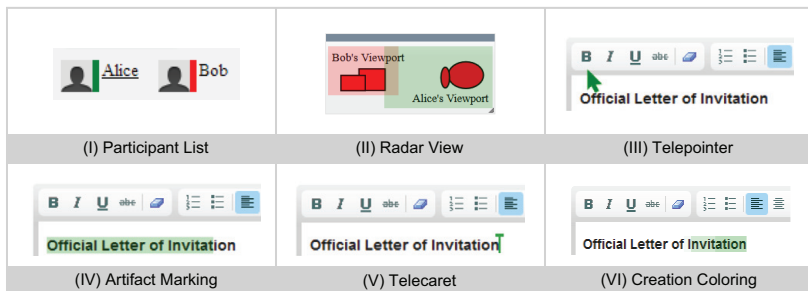 Alice
Bob
(I) Participant List
Bob's Viewport
Alice's Viewport
(II) Radar View
B I U abc
Official Letter of Invitation
(III) Telepointer
B I U abc
Official Letter of Invitation
(IV) Artifact Marking
B I U abc
Official Letter of Invitation
(V) Telecaret
B I U abc
Official Letter of Invitation
(VI) Creation Coloring